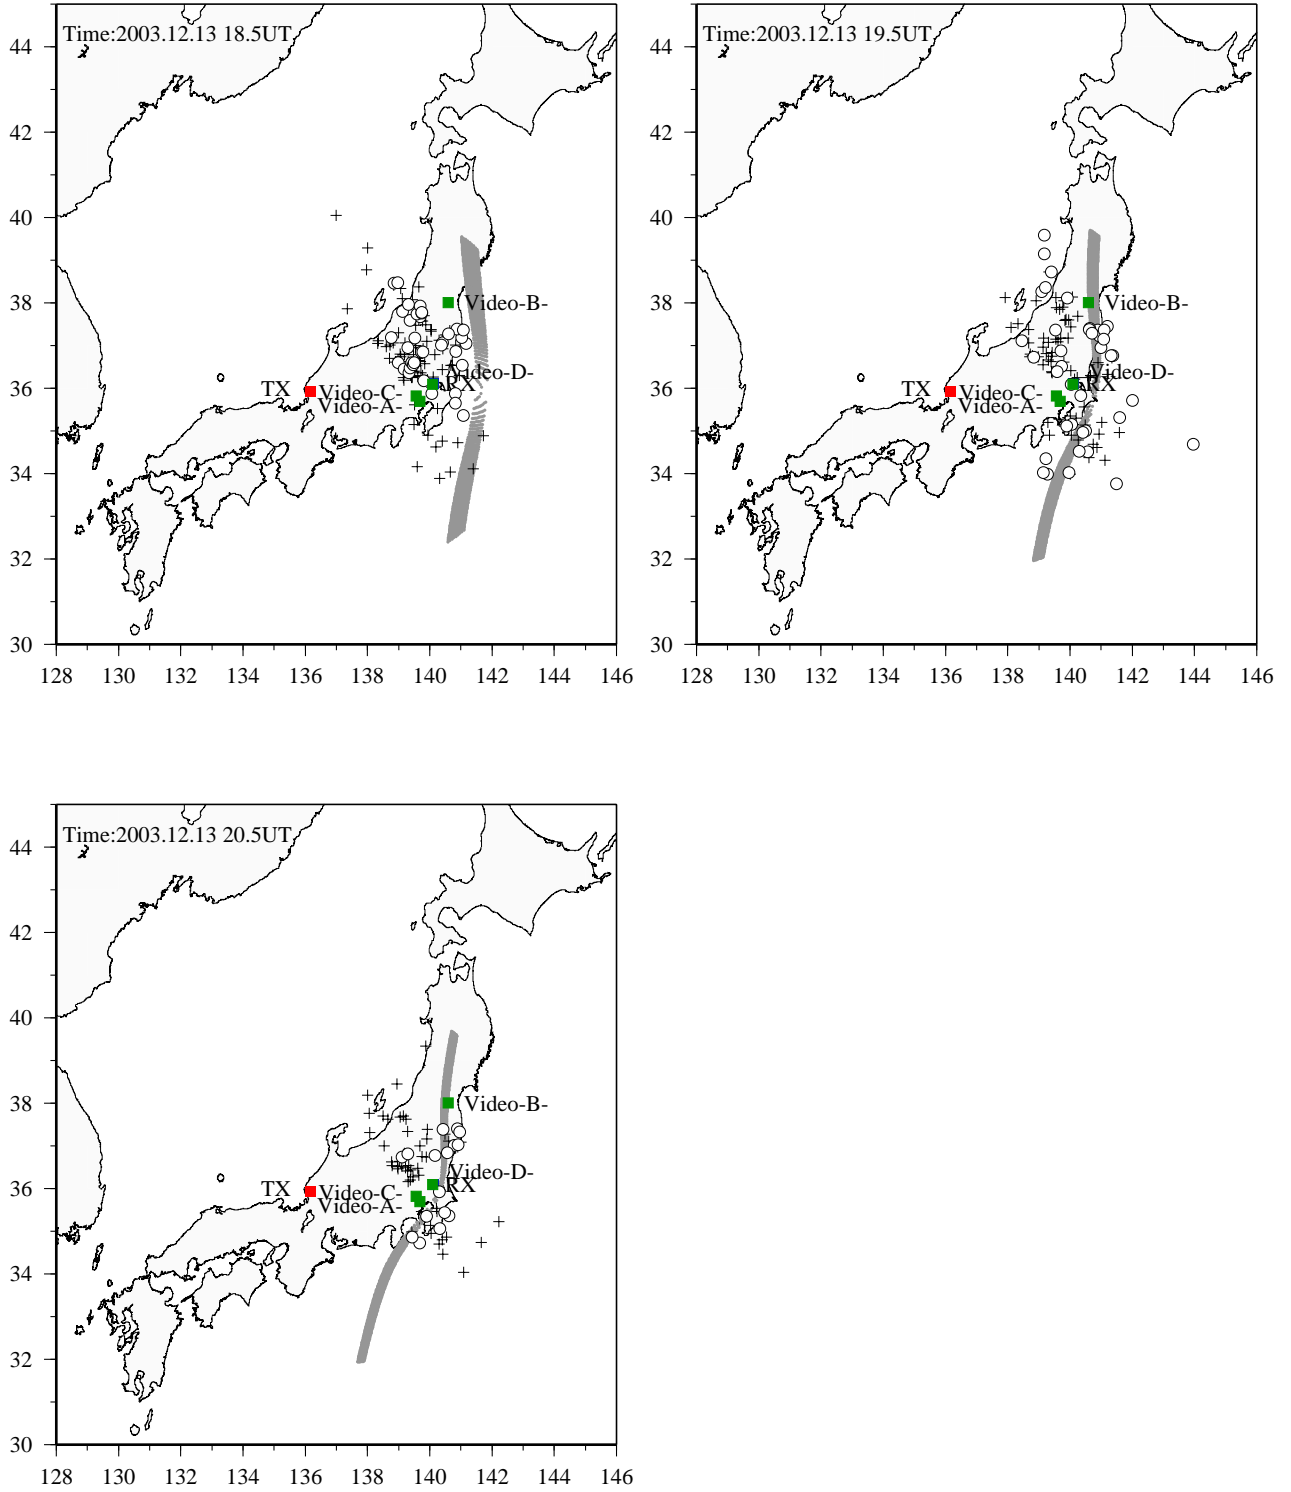 Time:2003.12.13 18.5UT
44
42
40
38
36
34
32
30
128 130 132 134 136 138 140 142 144 146
Video-B-
Video-D-
TX
Video-C-
RX
Video-A-
Time:2003.12.13 19.5UT
44
42
40
38
36
34
32
30
128 130 132 134 136 138 140 142 144 146
Video-B-
Video-D-
TX
Video-C-
RX
Video-A-
Time:2003.12.13 20.5UT
44
42
40
38
36
34
32
30
128 130 132 134 136 138 140 142 144 146
Video-B-
Video-D-
TX
Video-C-
RX
Video-A-